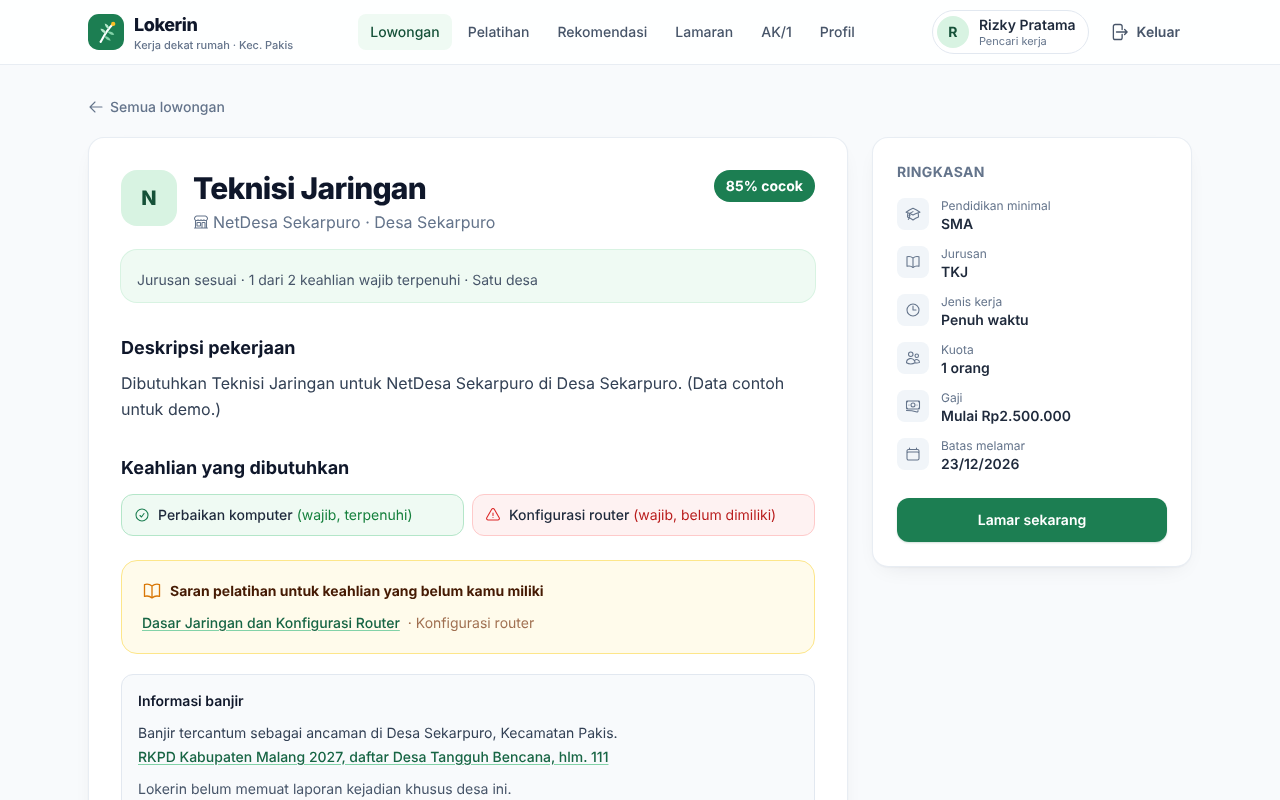 Lokerin
Kerja dekat rumah · Kec. Pakis
Lowongan
Pelatihan
Rekomendasi
Lamaran
AK/1
Profil
R
Rizky Pratama
Pencari kerja
Keluar
Semua lowongan
N
Teknisi Jaringan
NetDesa Sekarpuro · Desa Sekarpuro
85% cocok
Jurusan sesuai · 1 dari 2 keahlian wajib terpenuhi · Satu desa
Deskripsi pekerjaan
Dibutuhkan Teknisi Jaringan untuk NetDesa Sekarpuro di Desa Sekarpuro. (Data contoh
untuk demo.)
Keahlian yang dibutuhkan
Perbaikan komputer (wajib, terpenuhi)
Konfigurasi router (wajib, belum dimiliki)
Saran pelatihan untuk keahlian yang belum kamu miliki
Dasar Jaringan dan Konfigurasi Router · Konfigurasi router
Informasi banjir
Banjir tercantum sebagai ancaman di Desa Sekarpuro, Kecamatan Pakis.
RKPD Kabupaten Malang 2027, daftar Desa Tangguh Bencana, hlm. 111
Lokerin belum memuat laporan kejadian khusus desa ini.
RINGKASAN
Pendidikan minimal
SMA
Jurusan
TKJ
Jenis kerja
Penuh waktu
Kuota
1 orang
Gaji
Mulai Rp2.500.000
Batas melamar
23/12/2026
Lamar sekarang